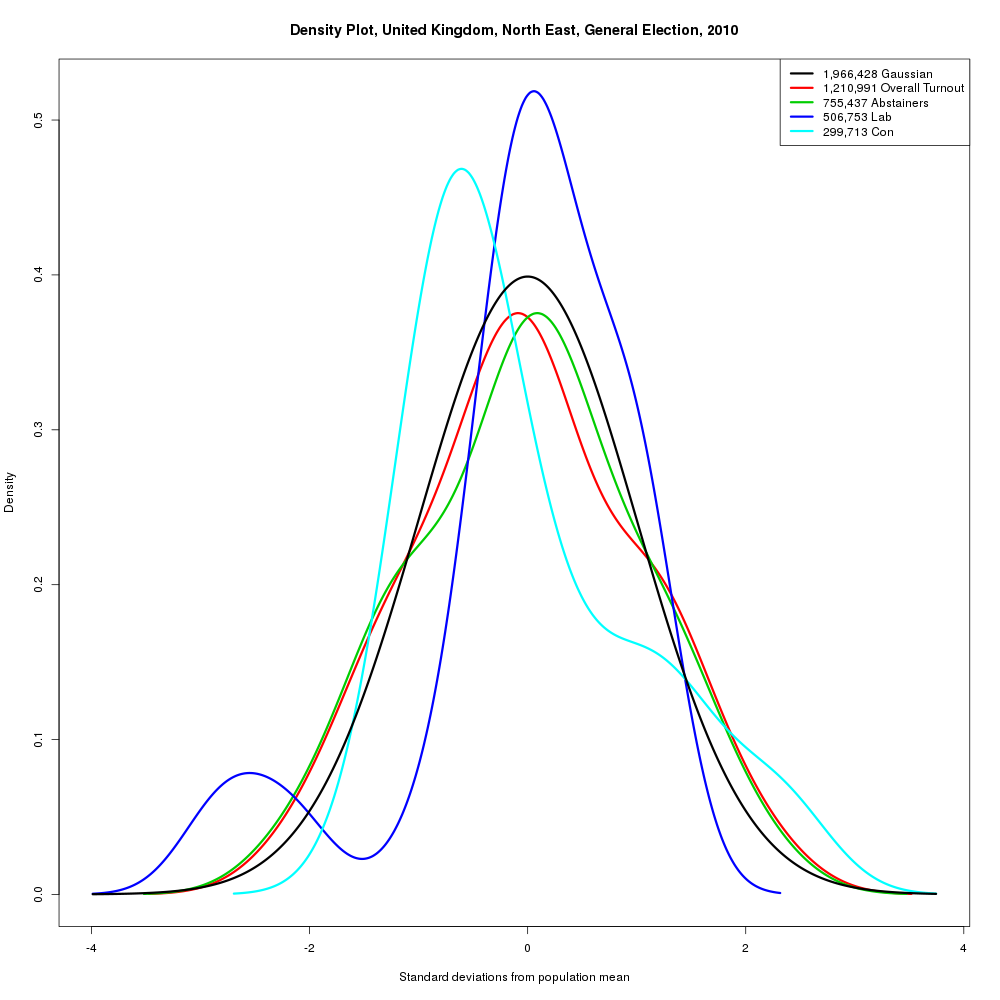 Density Plot, United Kingdom, North East, General Election, 2010
1,966,428 Gaussian
1,210,991 Overall Turnout
755,437 Abstainers
506,753 Lab
299,713 Con
Density
0.5
0.4
0.3
0.2
0.1
0.0
-4 -2 0 2 4
Standard deviations from population mean